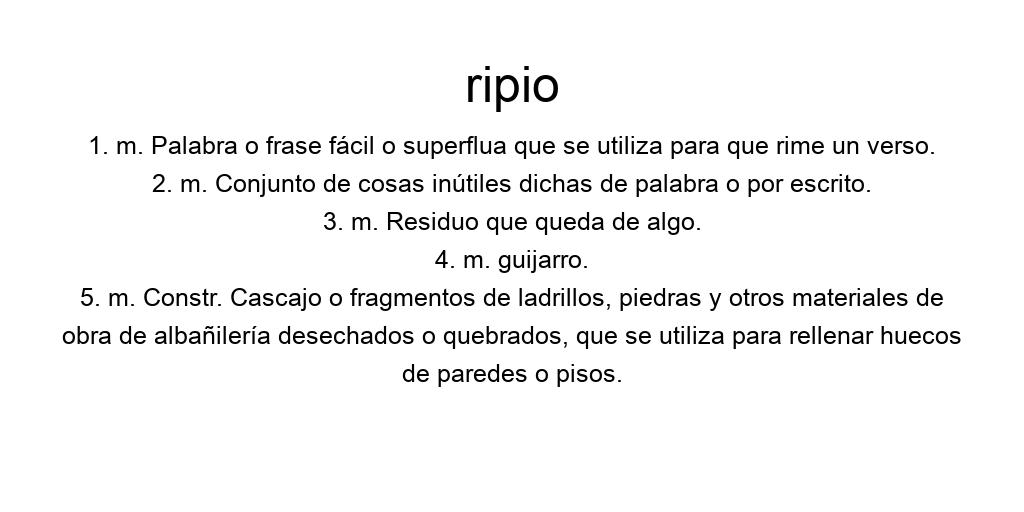 ripio
1. m. Palabra o frase fácil o superflua que se utiliza para que rime un verso.
2. m. Conjunto de cosas inútiles dichas de palabra o por escrito.
3. m. Residuo que queda de algo.
4. m. guijarro.
5. m. Constr. Cascajo o fragmentos de ladrillos, piedras y otros materiales de
obra de albañilería desechados o quebrados, que se utiliza para rellenar huecos
de paredes o pisos.